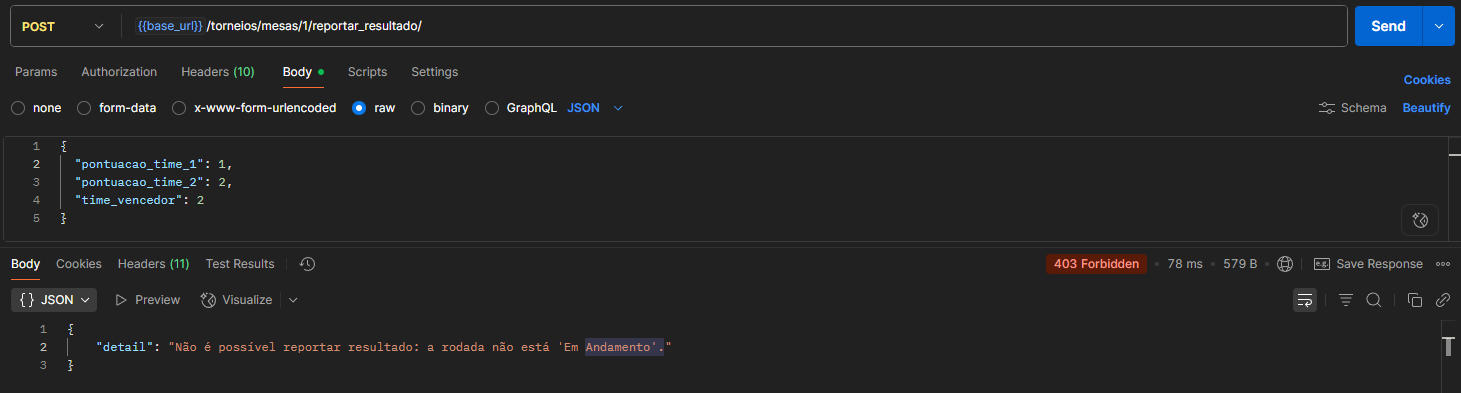 POST {{base_url}} /torneios/mesas/1/reportar_resultado/ Send
Params Authorization Headers (10) Body Scripts Settings Cookies
none form-data x-www-form-urlencoded raw binary GraphQL JSON Schema Beautify
1 {
2 "pontuacao_time_1": 1,
3 "pontuacao_time_2": 2,
4 "time_vencedor": 2
5 }
Body Cookies Headers (11) Test Results 403 Forbidden 78 ms 579 B e.g. Save Response
{} JSON Preview Visualize
1 {
2 "detail": "Não é possível reportar resultado: a rodada não está 'Em Andamento'."
3 }